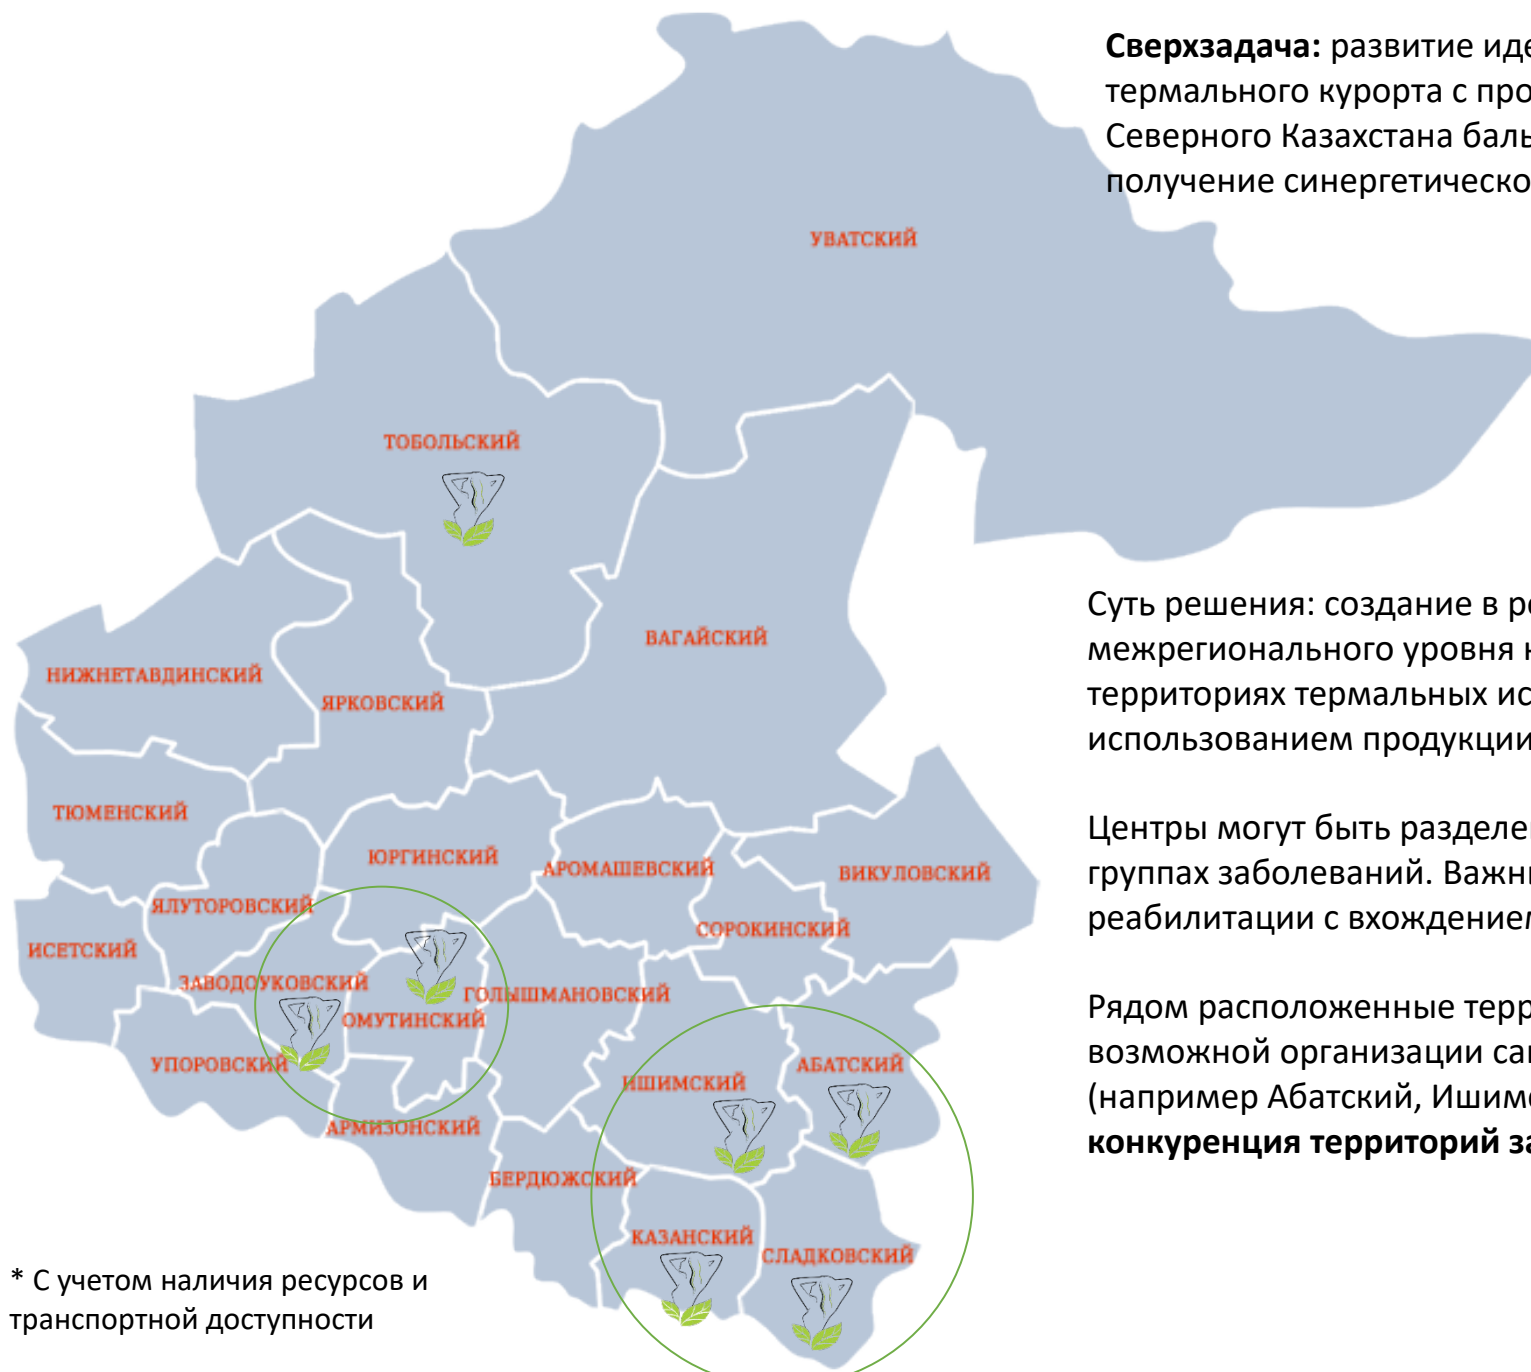 Сверхзадача: развитие иде
термального курорта с про
Северного Казахстана баль
получение синергетическо
УВАТСКИЙ
ТОБОЛЬСКИЙ
ВАГАЙСКИЙ
НИЖНЕТАВДИНСКИЙ
ЯРКОВСКИЙ
ТЮМЕНСКИЙ
ЮРГИНСКИЙ
АРОМАШЕВСКИЙ
ВИКУЛОВСКИЙ
ЯЛУТОРОВСКИЙ
СОРОКИНСКИЙ
ИСЕТСКИЙ
ЗАВОДОУКОВСКИЙ
ГОЛЫШМАНОВСКИЙ
ОМУТИНСКИЙ
УПОРОВСКИЙ
ИШИМСКИЙ
АБАТСКИЙ
АРМИЗОНСКИЙ
БЕРДЮЖСКИЙ
КАЗАНСКИЙ
СЛАДКОВСКИЙ
Суть решения: создание в ре
межрегионального уровня н
территориях термальных ис
использованием продукции
Центры могут быть разделе
группах заболеваний. Важн
реабилитации с вхождением
Рядом расположенные терр
возможной организации са
(например Абатский, Ишим
конкуренция территорий за
* С учетом наличия ресурсов и
транспортной доступности